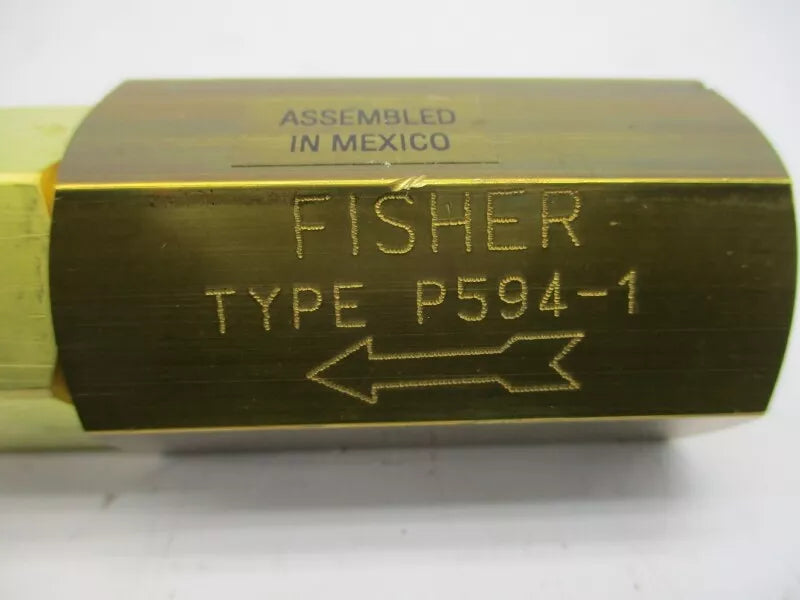 ASSEMBLED
IN MEXICO
FISHER
TYPE P594-1